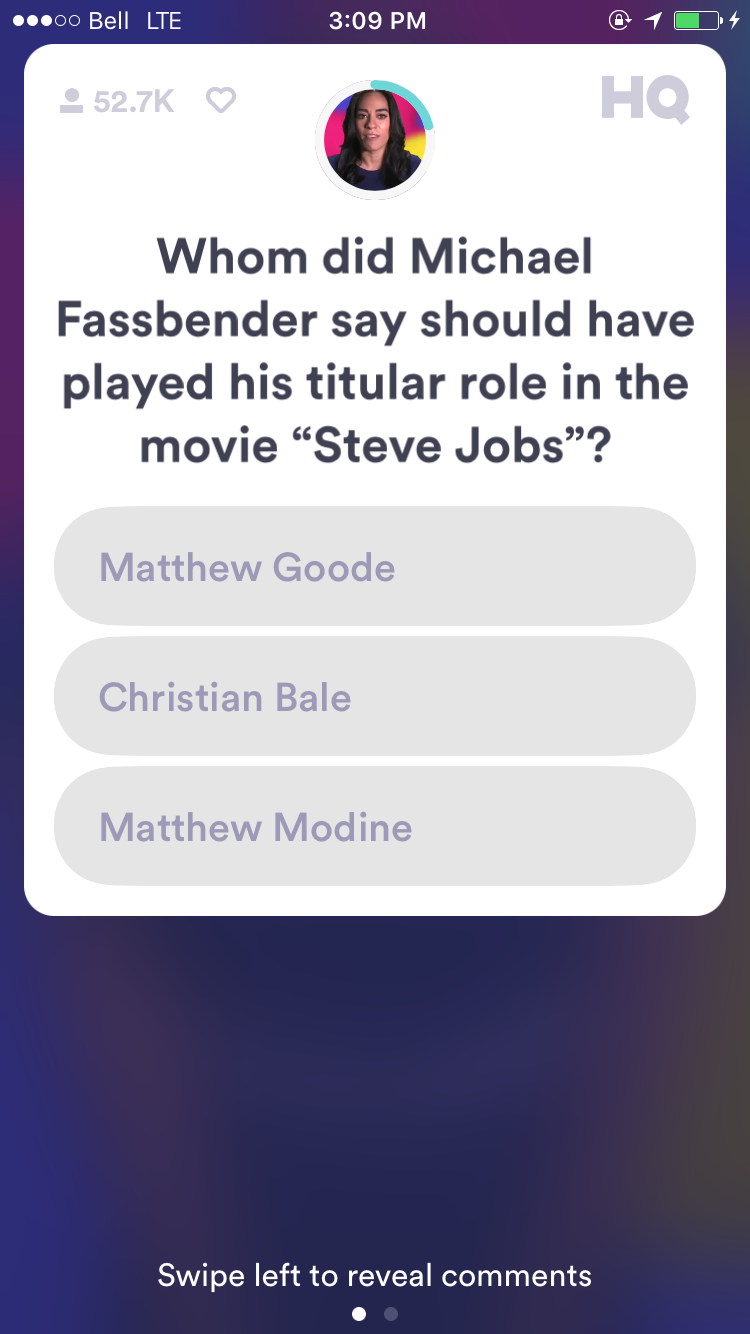 Bell LTE 3:09 PM
52.7K HQ
Whom did Michael
Fassbender say should have
played his titular role in the
movie “Steve Jobs”?
Matthew Goode
Christian Bale
Matthew Modine
Swipe left to reveal comments